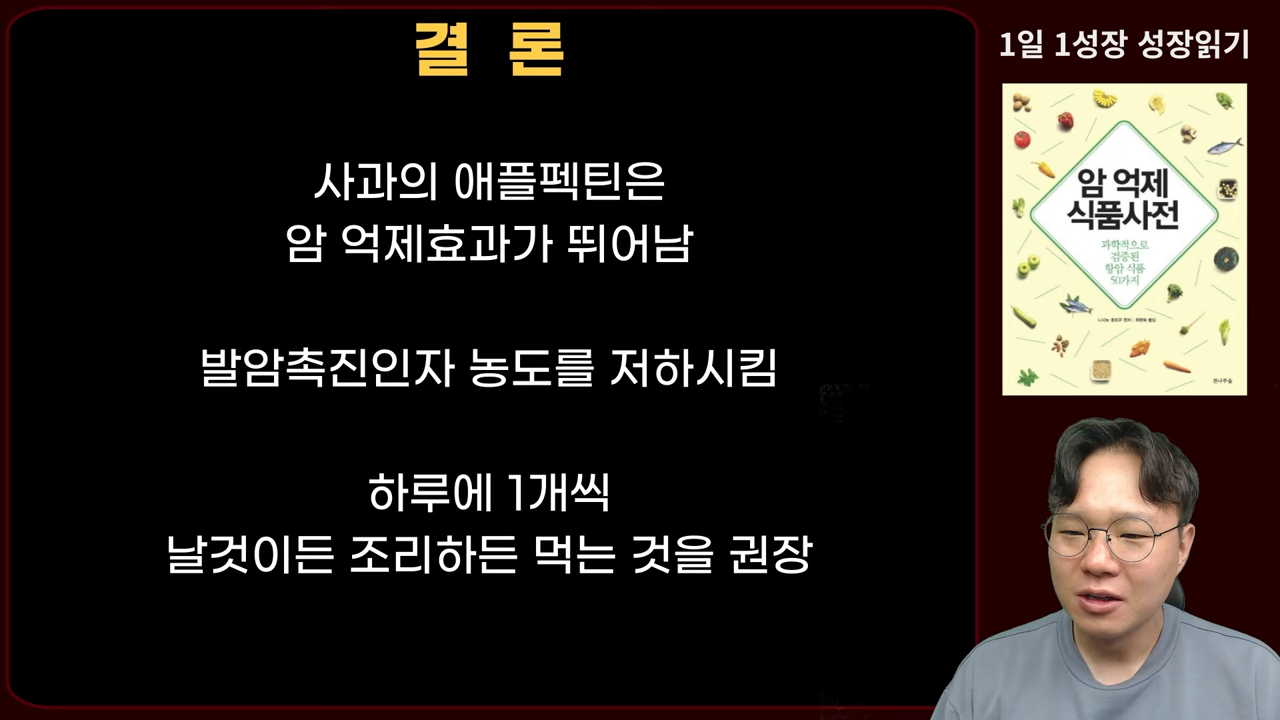 결 론
사과의 애플펙틴은
암 억제효과가 뛰어남
발암촉진인자 농도를 저하시킴
하루에 1개씩
날것이든 조리하든 먹는 것을 권장
1일 1성장 성장읽기
암 억제
식품사전
과학적으로
검증된
항암 식품
50가지